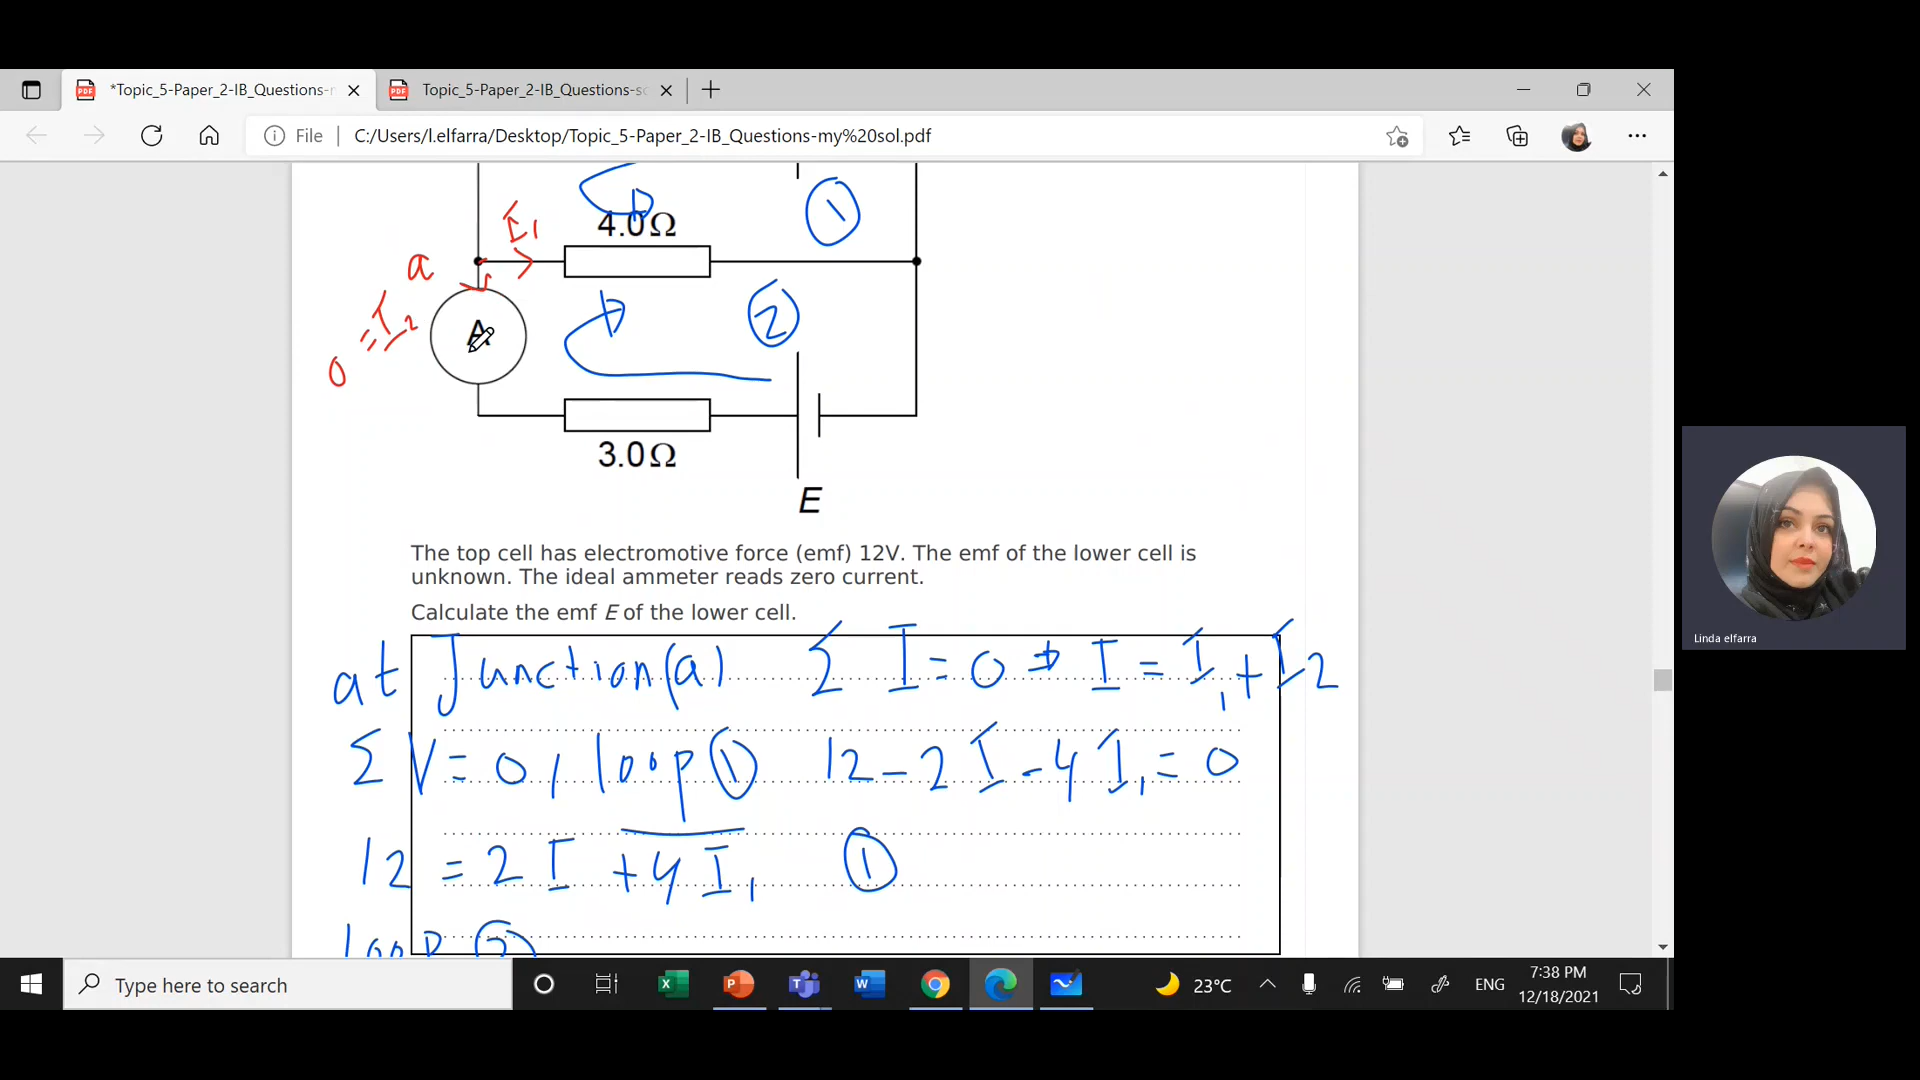 *Topic_5-Paper_2-IB_Questions-m
Topic_5-Paper_2-IB_Questions-so
File
C:/Users/l.elfarra/Desktop/Topic_5-Paper_2-IB_Questions-my%20sol.pdf
1
I1
4.0Ω
a
0 = I2
A
2
3.0Ω
E
The top cell has electromotive force (emf) 12V. The emf of the lower cell is
unknown. The ideal ammeter reads zero current.
Calculate the emf E of the lower cell.
at Junction(a) Σ I = 0 ⇒ I = I1 + I2
Σ V = 0, loop ① 12 - 2 I - 4 I1 = 0
12 = 2 I + 4 I1 ①
loop ②
Linda elfarra
Type here to search
23°C
ENG
7:38 PM
12/18/2021